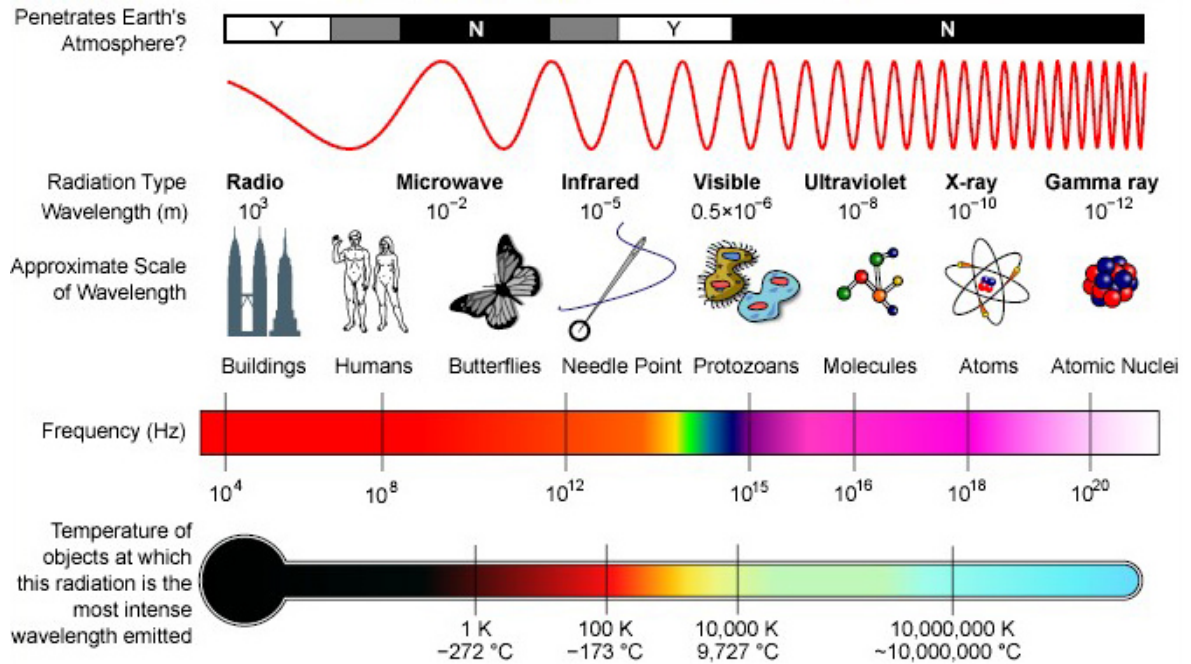 Penetrates Earth's
Atmosphere?
Y N Y N
Radiation Type
Radio Microwave Infrared Visible Ultraviolet X-ray Gamma ray
Wavelength (m)
10³ 10⁻² 10⁻⁵ 0.5×10⁻⁶ 10⁻⁸ 10⁻¹⁰ 10⁻¹²
Approximate Scale
of Wavelength
Buildings Humans Butterflies Needle Point Protozoans Molecules Atoms Atomic Nuclei
Frequency (Hz)
10⁴ 10⁸ 10¹² 10¹⁵ 10¹⁶ 10¹⁸ 10²⁰
Temperature of
objects at which
this radiation is the
most intense
wavelength emitted
1 K 100 K 10,000 K 10,000,000 K
−272 °C −173 °C 9,727 °C ~10,000,000 °C